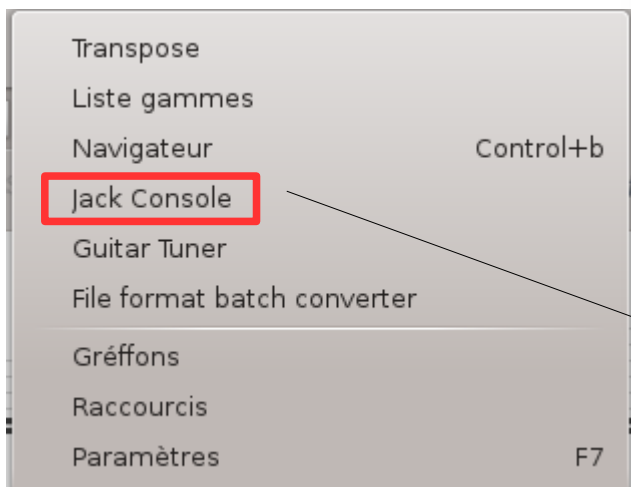 Transpose
Liste gammes
Navigateur Control+b
Jack Console
Guitar Tuner
File format batch converter
Gréffons
Raccourcis
Paramètres F7